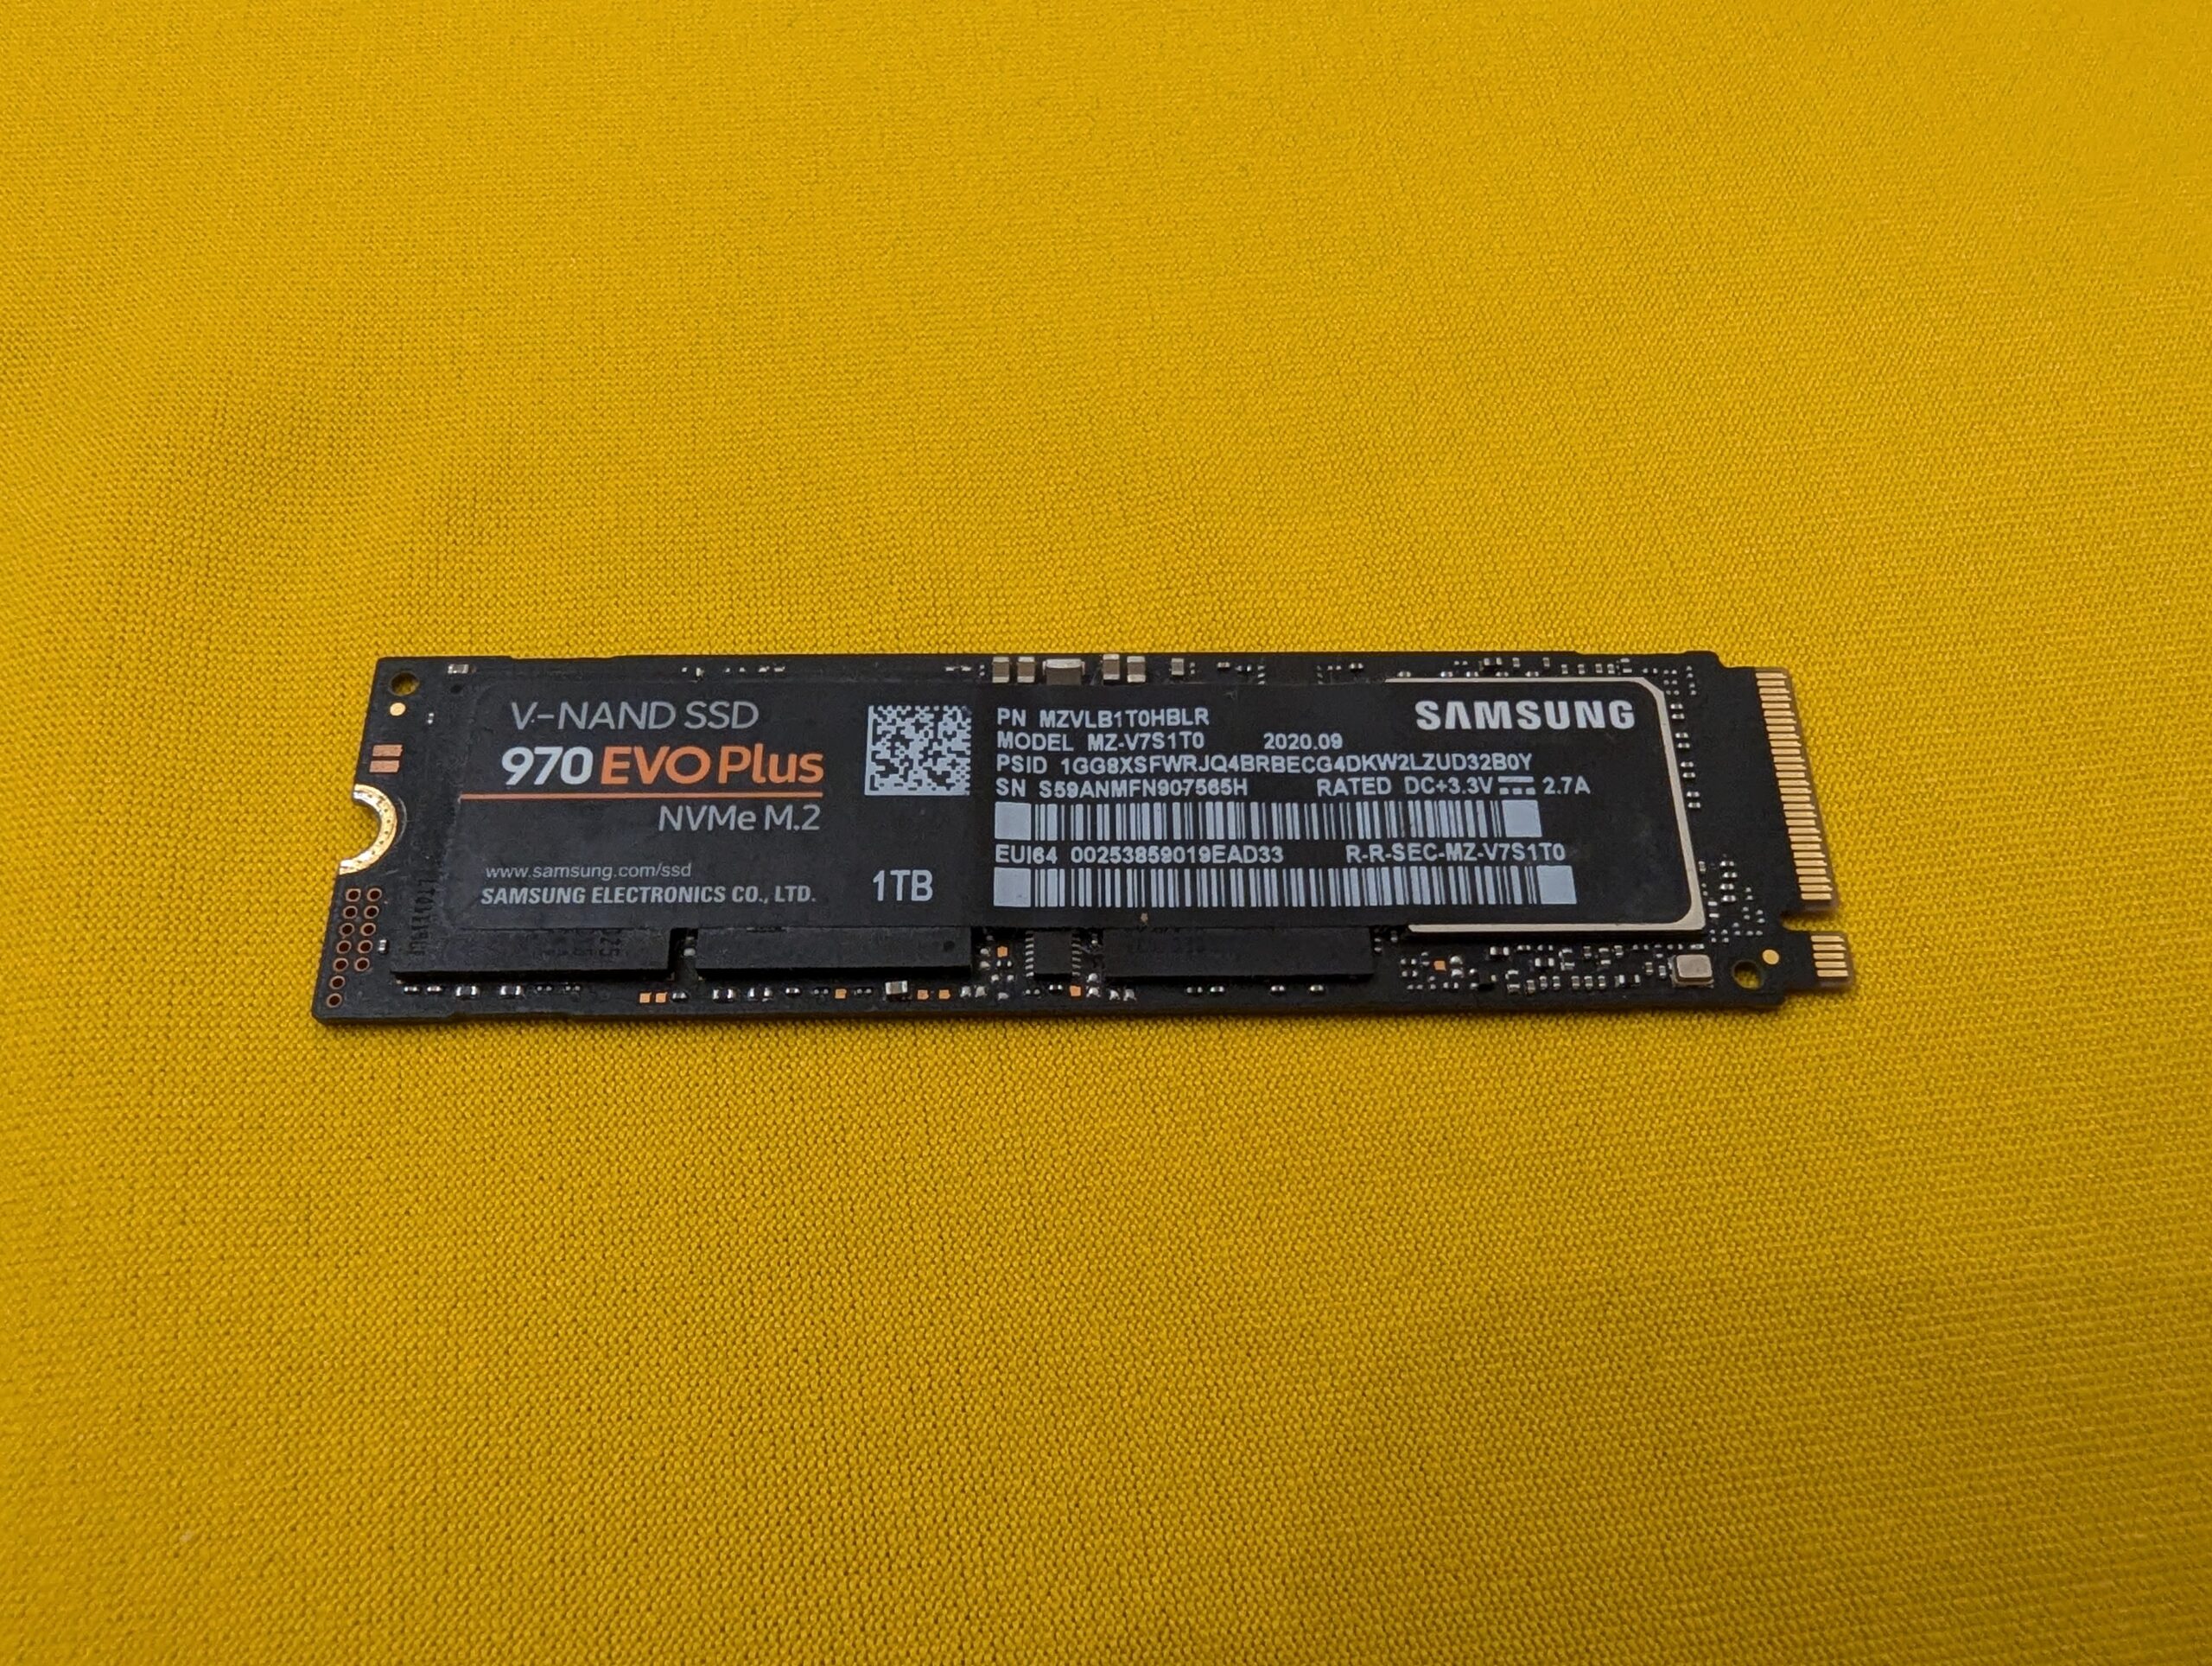 V-NAND SSD
970 EVO Plus
NVMe M.2
www.samsung.com/ssd
SAMSUNG ELECTRONICS CO., LTD.
1TB
SAMSUNG
PN MZVLB1T0HBLR
MODEL MZ-V7S1T0 2020.09
PSID 1GG8XSFWRJQ4BRBECG4DKW2LZUD32B0Y
SN S59ANMFN907565H RATED DC+3.3V ⎓ 2.7A
EUI64 00253859019EAD33 R-R-SEC-MZ-V7S1T0